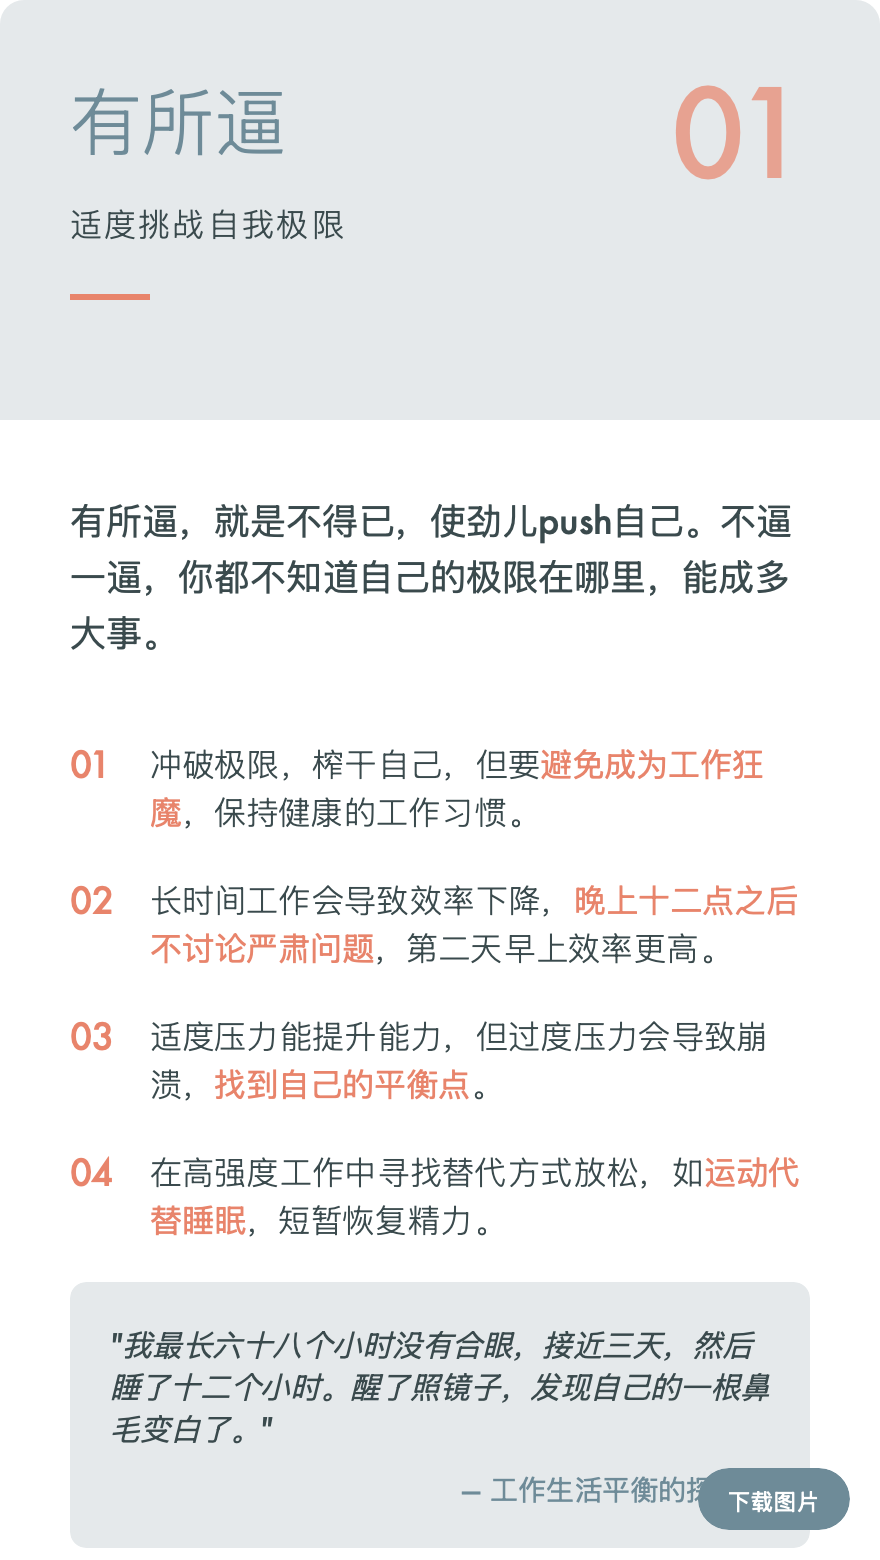 有所逼
01
适度挑战自我极限
有所逼，就是不得已，使劲儿push自己。不逼
一逼，你都不知道自己的极限在哪里，能成多
大事。
01 冲破极限，榨干自己，但要避免成为工作狂
魔，保持健康的工作习惯。
02 长时间工作会导致效率下降，晚上十二点之后
不讨论严肃问题，第二天早上效率更高。
03 适度压力能提升能力，但过度压力会导致崩
溃，找到自己的平衡点。
04 在高强度工作中寻找替代方式放松，如运动代
替睡眠，短暂恢复精力。
"我最长六十八个小时没有合眼，接近三天，然后
睡了十二个小时。醒了照镜子，发现自己的一根鼻
毛变白了。"
— 工作生活平衡的
下载图片